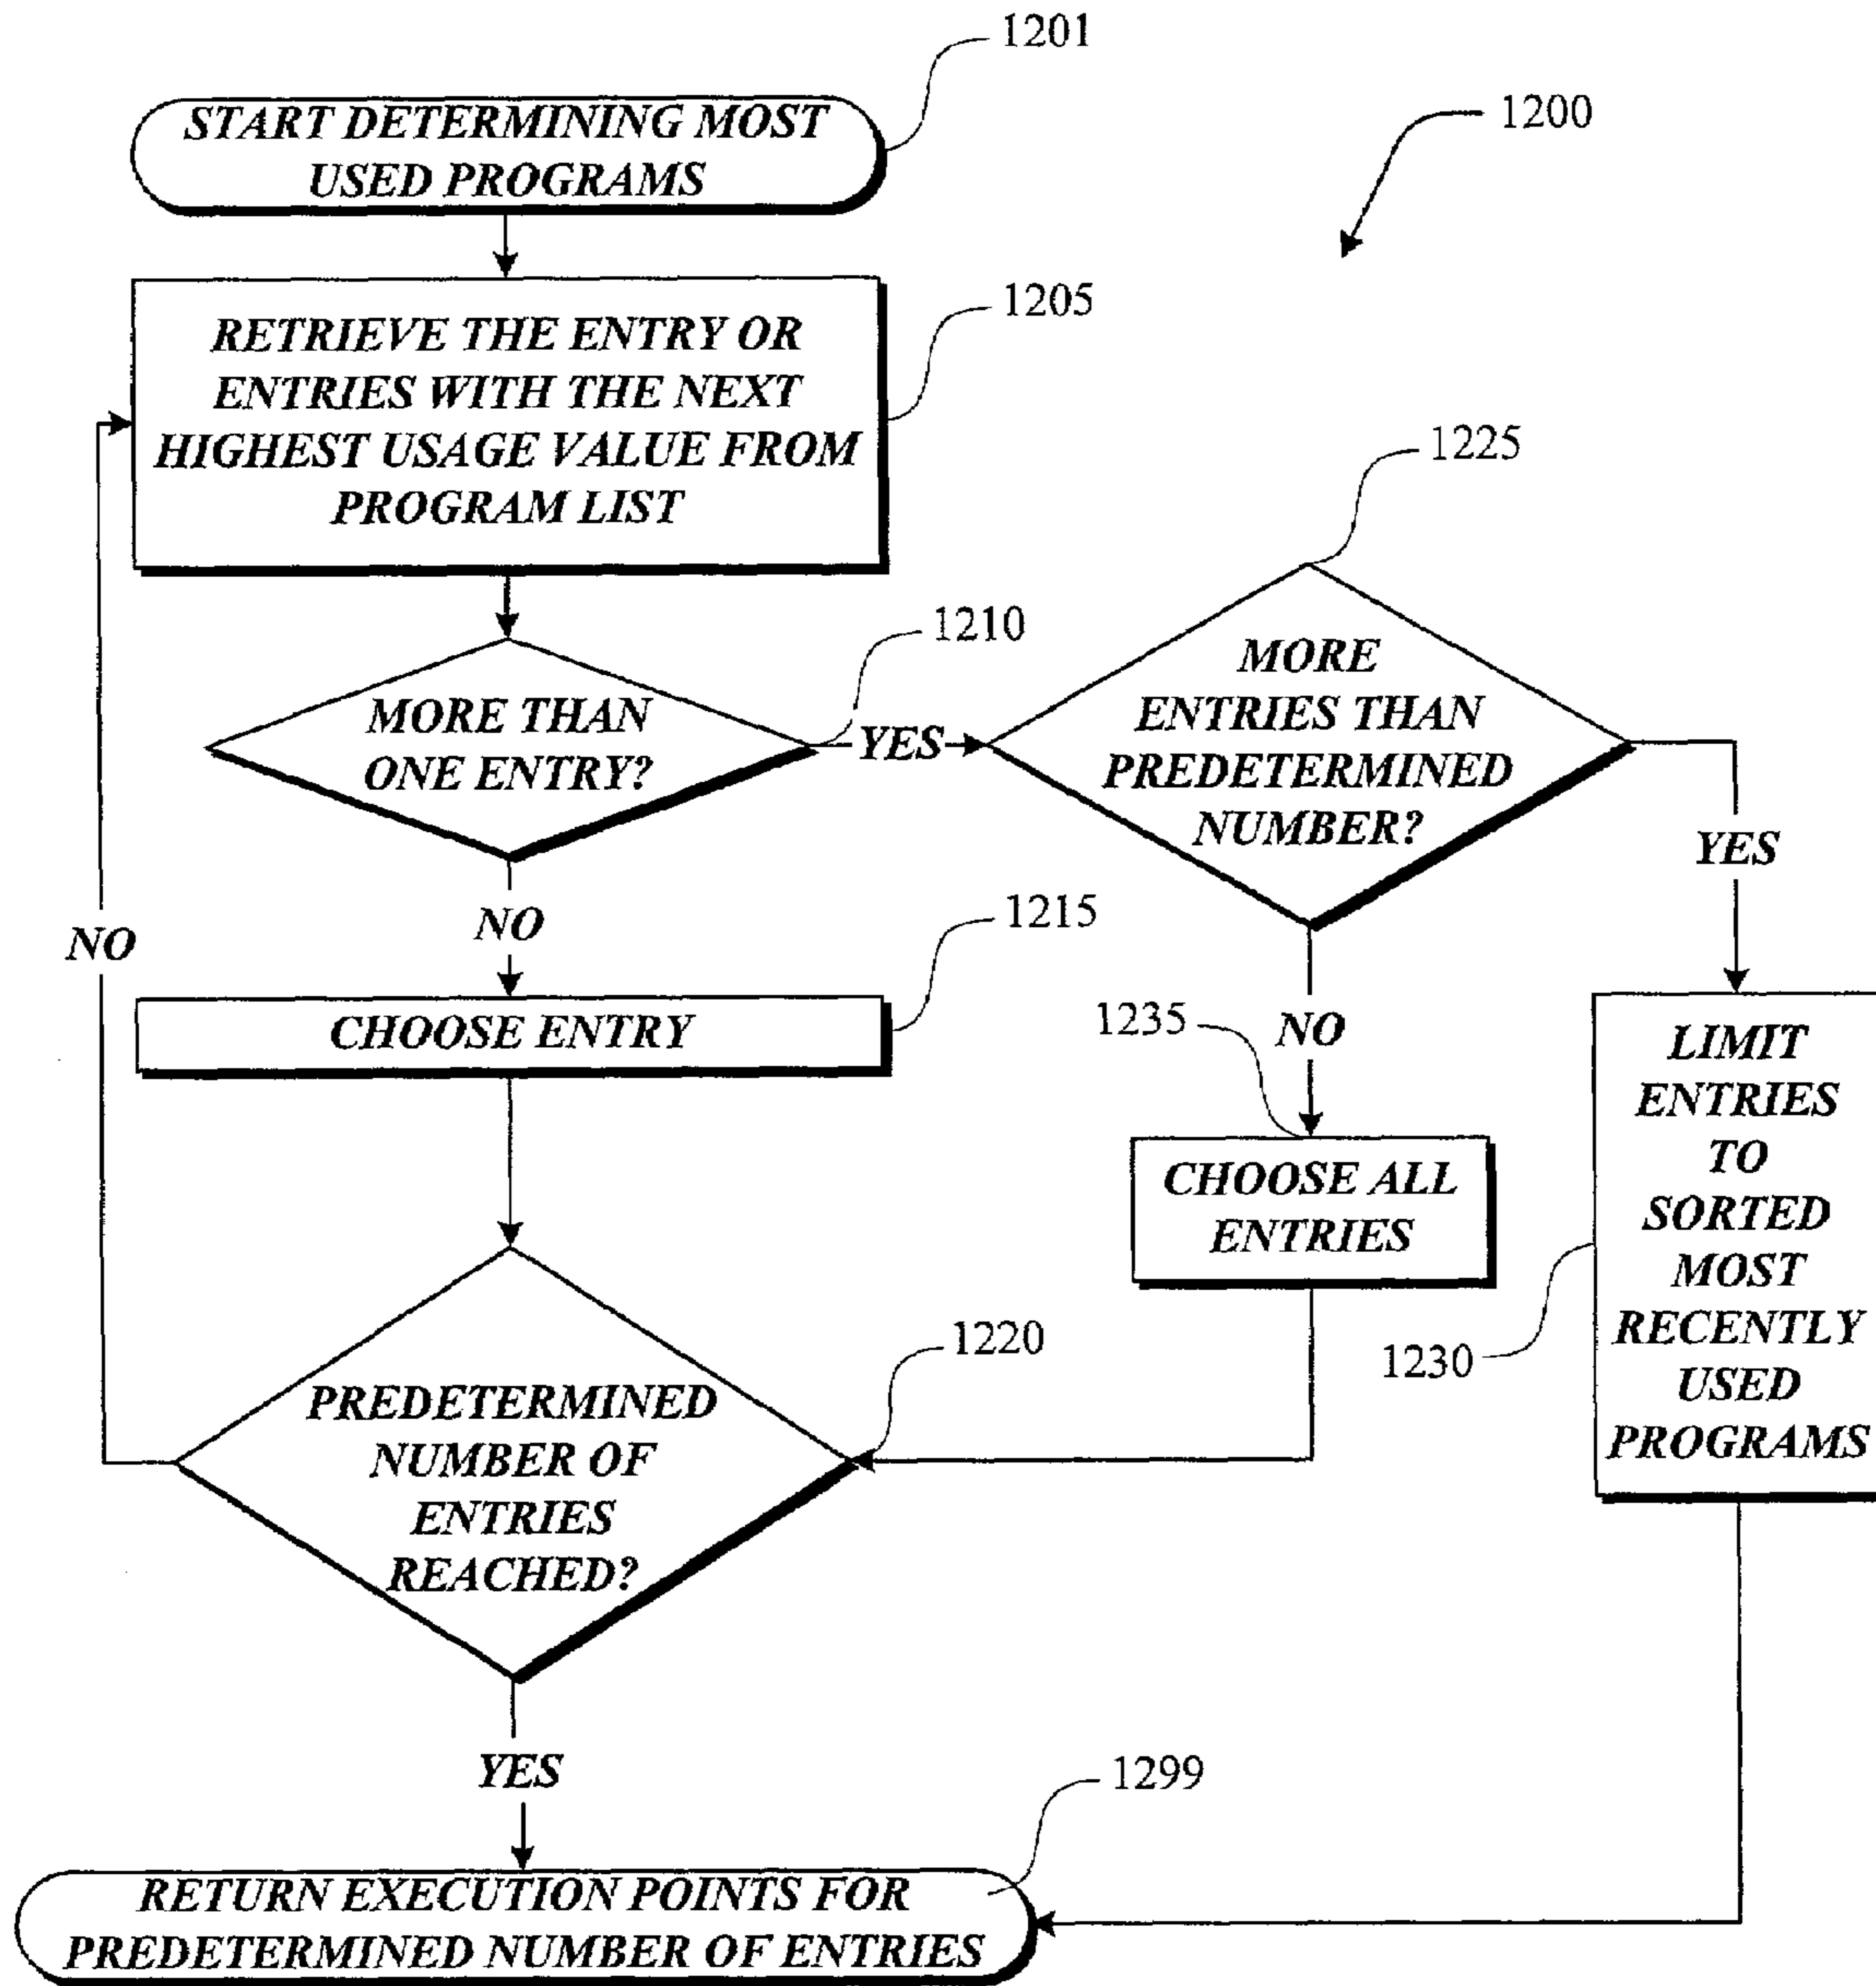 1201
START DETERMINING MOST
USED PROGRAMS
1200
1205
RETRIEVE THE ENTRY OR
ENTRIES WITH THE NEXT
HIGHEST USAGE VALUE FROM
PROGRAM LIST
1210
MORE THAN
ONE ENTRY?
YES
1225
MORE
ENTRIES THAN
PREDETERMINED
NUMBER?
YES
NO
NO
1215
CHOOSE ENTRY
1235
NO
CHOOSE ALL
ENTRIES
LIMIT
ENTRIES
TO
SORTED
MOST
RECENTLY
USED
PROGRAMS
1230
1220
PREDETERMINED
NUMBER OF
ENTRIES
REACHED?
YES
1299
RETURN EXECUTION POINTS FOR
PREDETERMINED NUMBER OF ENTRIES